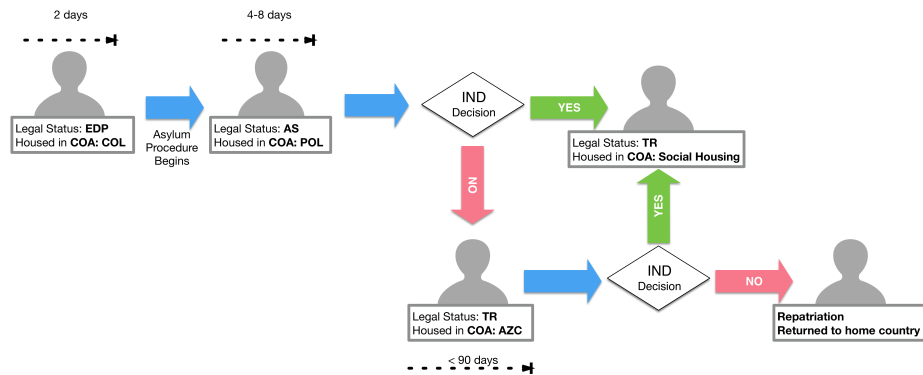 2 days
4-8 days
Legal Status: EDP
Housed in COA: COL
Asylum
Procedure
Begins
Legal Status: AS
Housed in COA: POL
IND
Decision
YES
Legal Status: TR
Housed in COA: Social Housing
NO
YES
Legal Status: TR
Housed in COA: AZC
< 90 days
IND
Decision
NO
Repatriation
Returned to home country